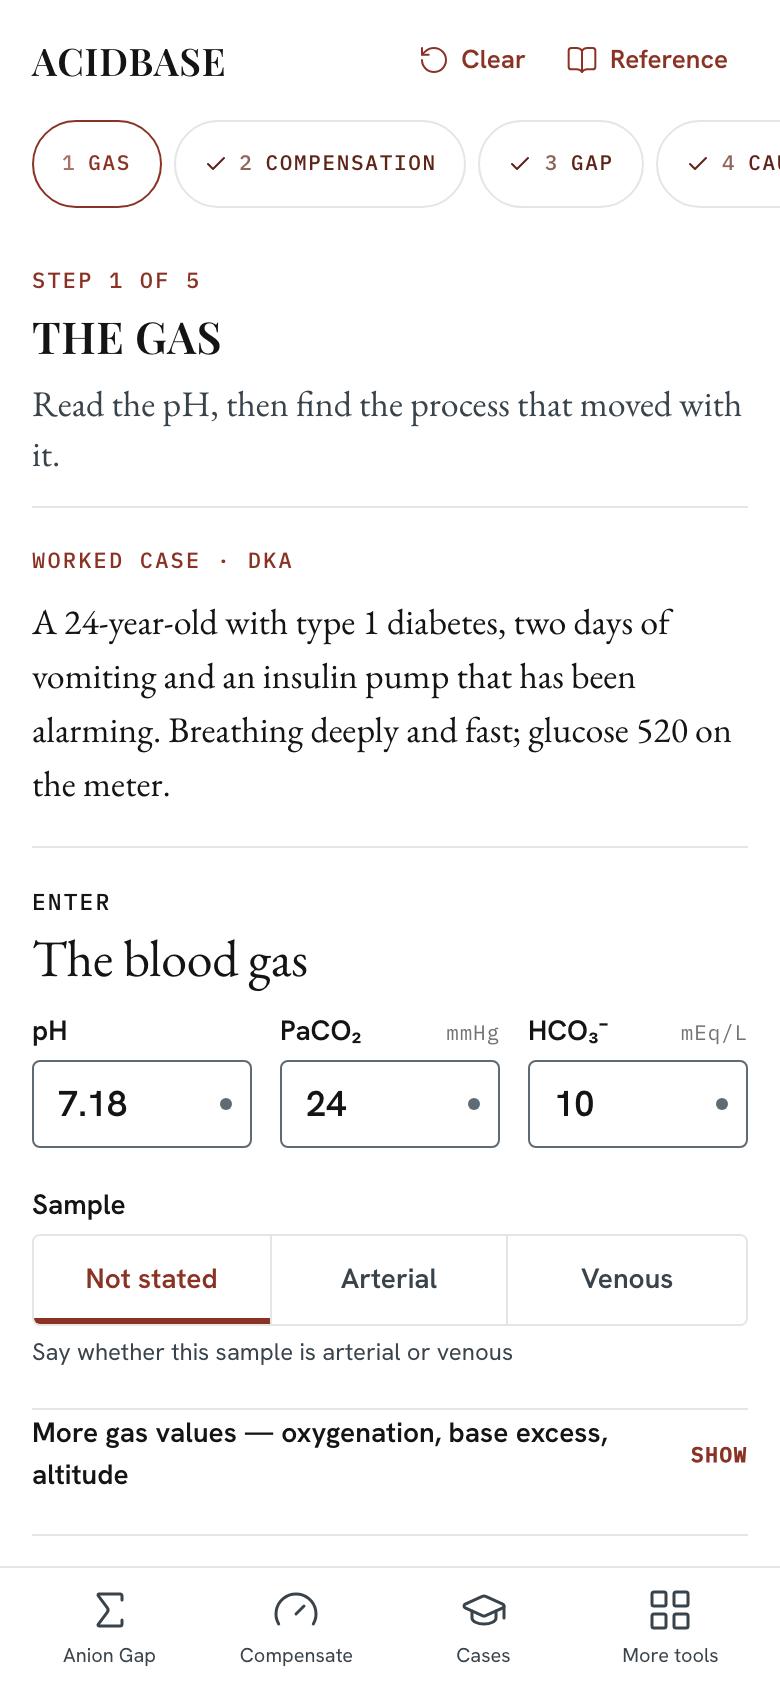 ACIDBASE
Clear
Reference
1 GAS
2 COMPENSATION
3 GAP
4 CAU
STEP 1 OF 5
THE GAS
Read the pH, then find the process that moved with
it.
WORKED CASE · DKA
A 24-year-old with type 1 diabetes, two days of
vomiting and an insulin pump that has been
alarming. Breathing deeply and fast; glucose 520 on
the meter.
ENTER
The blood gas
pH
PaCO₂ mmHg
HCO₃⁻ mEq/L
7.18
24
10
Sample
Not stated
Arterial
Venous
Say whether this sample is arterial or venous
More gas values — oxygenation, base excess,
altitude
SHOW
Anion Gap
Compensate
Cases
More tools